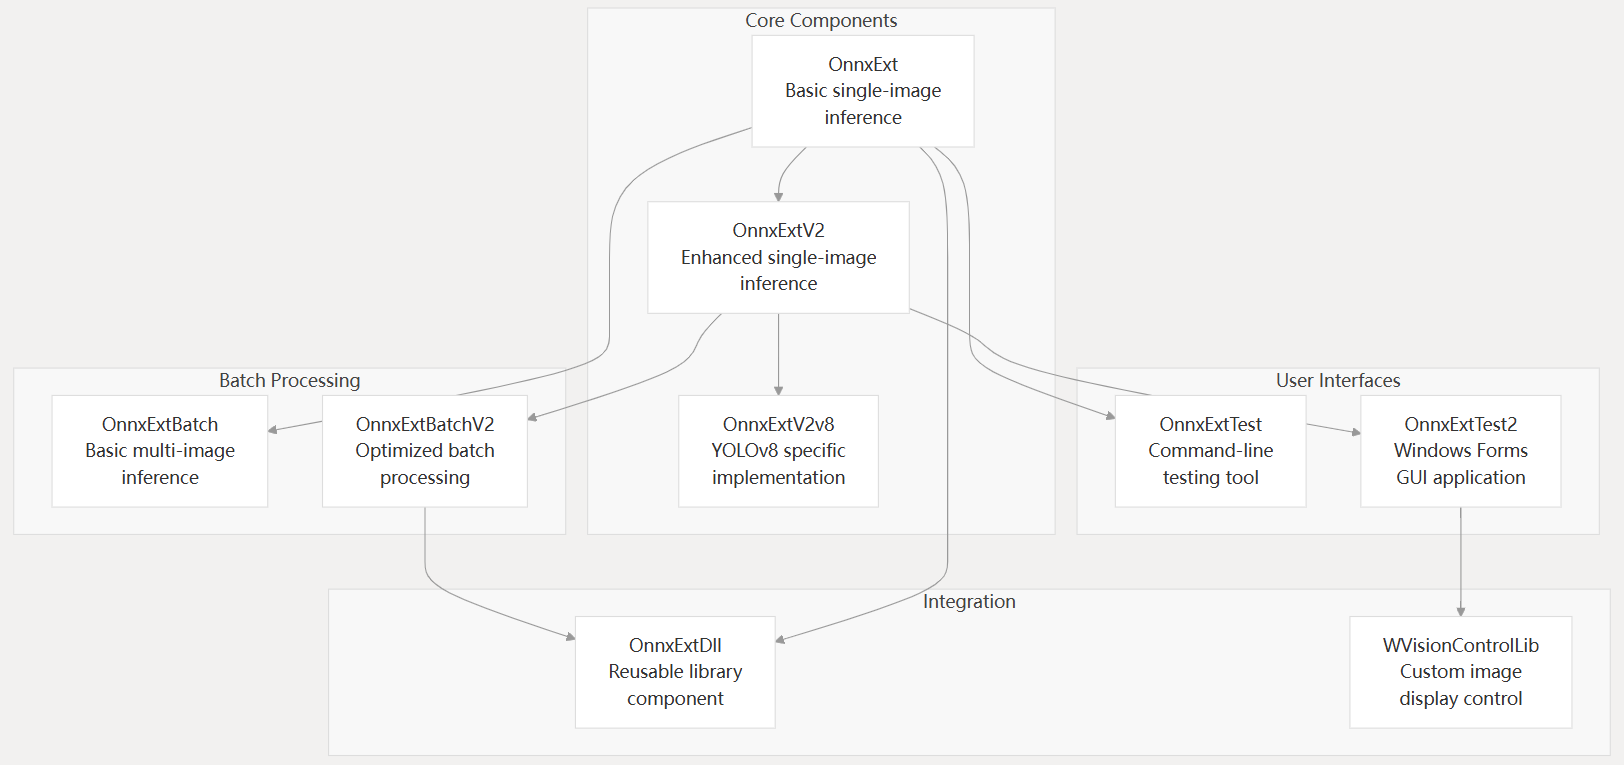 Core Components
OnnxExt
Basic single-image
inference
OnnxExtV2
Enhanced single-image
inference
Batch Processing
OnnxExtBatch
Basic multi-image
inference
OnnxExtBatchV2
Optimized batch
processing
OnnxExtV2v8
YOLOv8 specific
implementation
User Interfaces
OnnxExtTest
Command-line
testing tool
OnnxExtTest2
Windows Forms
GUI application
Integration
OnnxExtDll
Reusable library
component
WVisionControlLib
Custom image
display control